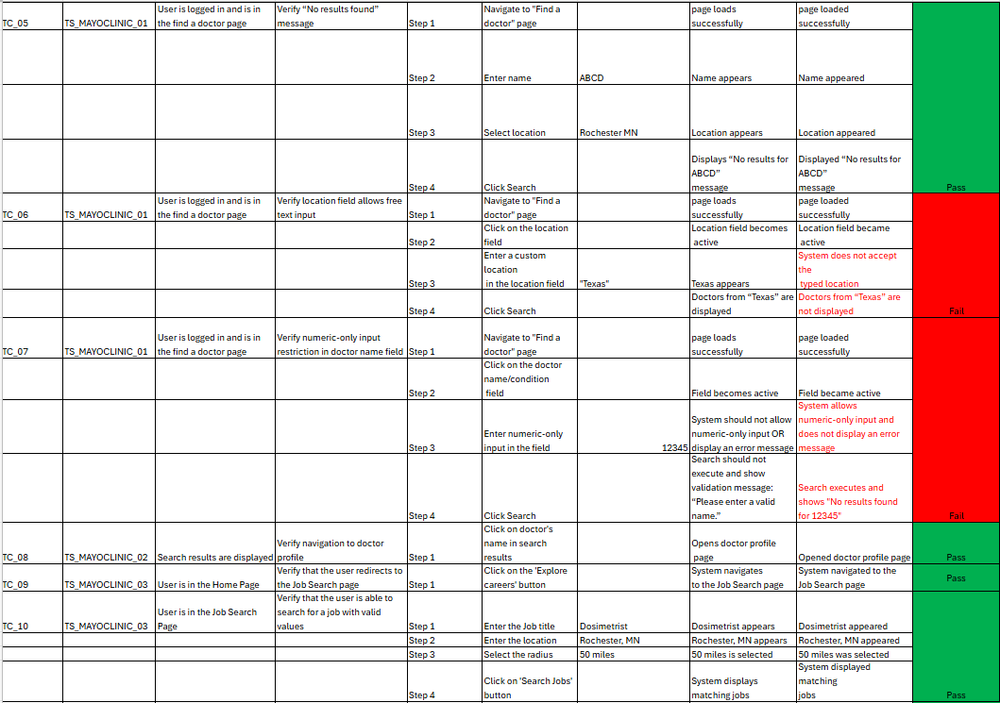 User is logged in and is in Verify “No results found” Navigate to "Find a page loads page loaded
TC_05 TS_MAYOCLINIC_01 the find a doctor page message Step 1 doctor" page successfully successfully
Step 2 Enter name ABCD Name appears Name appeared
Step 3 Select location Rochester MN Location appears Location appeared
Displays “No results for Displayed “No results for
ABCD” ABCD”
Step 4 Click Search message message Pass
User is logged in and is in Verify location field allows free Navigate to "Find a page loads page loaded
TC_06 TS_MAYOCLINIC_01 the find a doctor page text input Step 1 doctor" page successfully successfully
Click on the location Location field becomes Location field became
Step 2 field active active
Enter a custom System does not accept
location the
Step 3 in the location field "Texas" Texas appears typed location
Doctors from “Texas” are Doctors from “Texas” are
Step 4 Click Search displayed not displayed Fail
User is logged in and is in Verify numeric-only input Navigate to "Find a page loads page loaded
TC_07 TS_MAYOCLINIC_01 the find a doctor page restriction in doctor name field Step 1 doctor" page successfully successfully
Click on the doctor
name/condition
Step 2 field Field becomes active Field became active
System allows
System should not allow numeric-only input and
Enter numeric-only numeric-only input OR does not display an error
Step 3 input in the field 12345 display an error message message
Search should not
execute and show
validation message: Search executes and
“Please enter a valid shows "No results found
Step 4 Click Search name.” for 12345" Fail
Click on doctor's
Verify navigation to doctor name in search Opens doctor profile
TC_08 TS_MAYOCLINIC_02 Search results are displayed profile Step 1 results page Opened doctor profile page Pass
Verify that the user redirects to Click on the 'Explore System navigates System navigated to the
TC_09 TS_MAYOCLINIC_03 User is in the Home Page the Job Search page Step 1 careers' button to the Job Search page Job Search page Pass
Verify that the user is able to
User is in the Job Search search for a job with valid
TC_10 TS_MAYOCLINIC_03 Page values Step 1 Enter the Job title Dosimetrist Dosimetrist appears Dosimetrist appeared
Step 2 Enter the location Rochester, MN Rochester, MN appears Rochester, MN appeared
Step 3 Select the radius 50 miles 50 miles is selected 50 miles was selected
System displayed
Click on 'Search Jobs' System displays matching
Step 4 button matching jobs jobs Pass